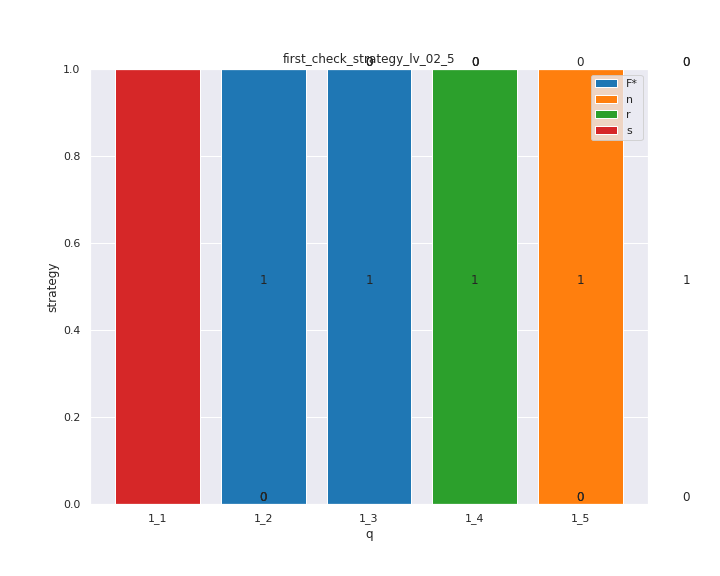 first_check_strategy_lv_02_5
0 0 0 0
1.0
F*
n
r
s
0.8
0.6
1 1 1 1 1
strategy
0.4
0.2
0 0 0
0.0
1_1 1_2 1_3 1_4 1_5
q